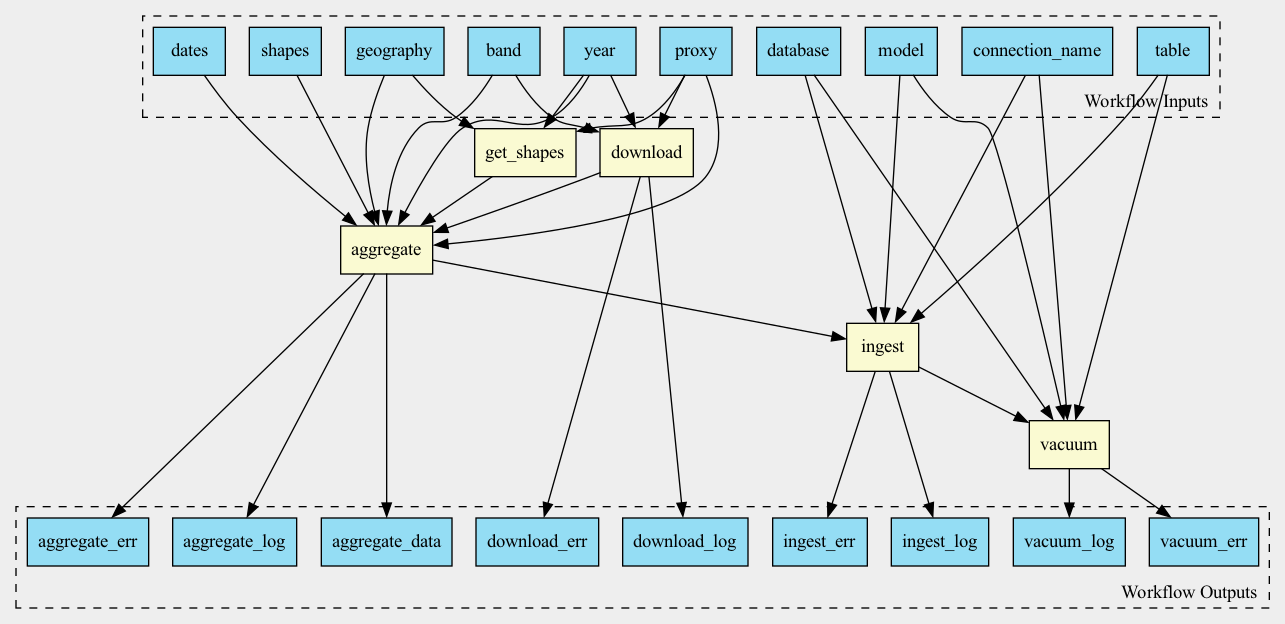 dates
shapes
geography
band
year
proxy
database
model
connection_name
table
Workflow Inputs
get_shapes
download
aggregate
ingest
vacuum
aggregate_err
aggregate_log
aggregate_data
download_err
download_log
ingest_err
ingest_log
vacuum_log
vacuum_err
Workflow Outputs